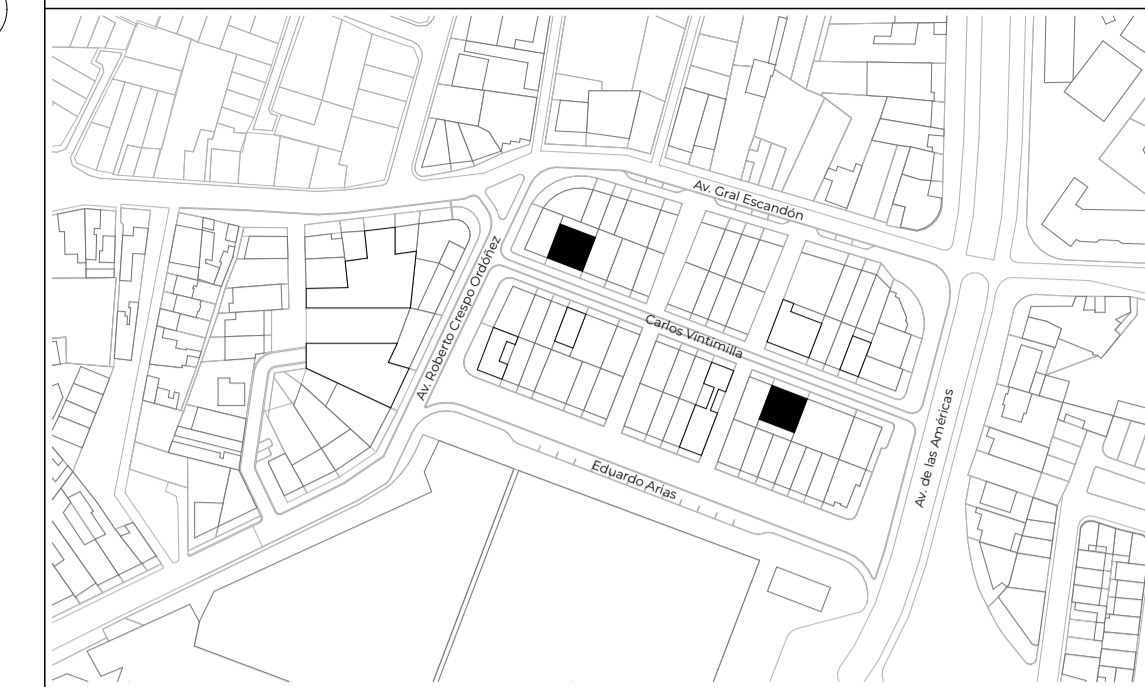 Av. Gral Escandón
Av. Roberto Crespo Ordóñez
Carlos Vintimilla
Av. de las Américas
Eduardo Arias